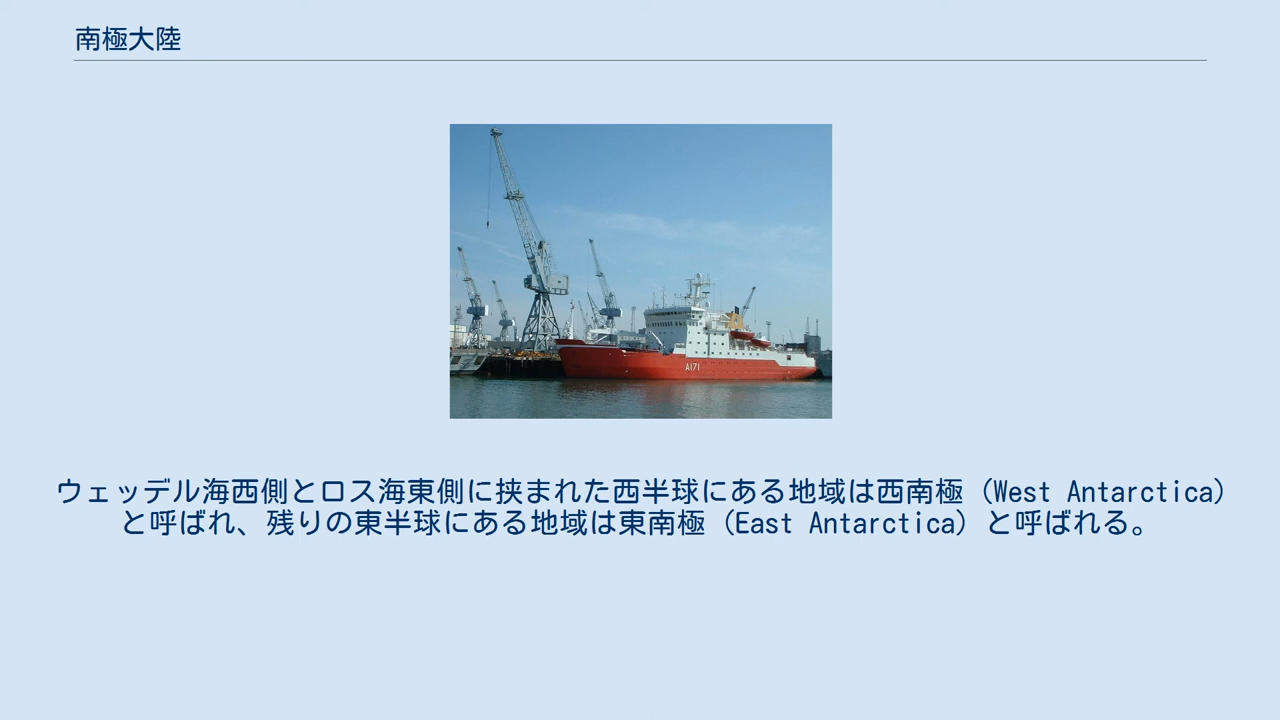 南極大陸
A171
ウェッデル海西側とロス海東側に挟まれた西半球にある地域は西南極（West Antarctica）
と呼ばれ、残りの東半球にある地域は東南極（East Antarctica）と呼ばれる。